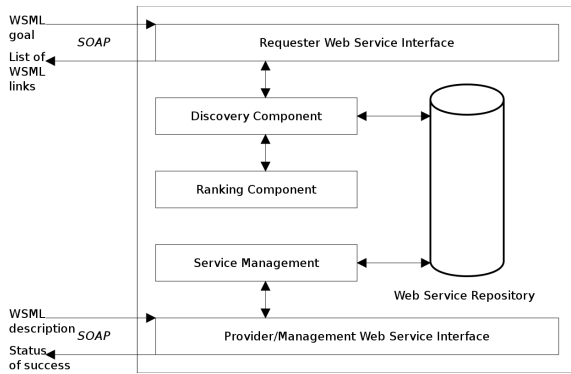 WSML
goal
SOAP
Requester Web Service Interface
List of
WSML
links
Discovery Component
Ranking Component
Service Management
Web Service Repository
WSML
description
SOAP
Provider/Management Web Service Interface
Status
of success